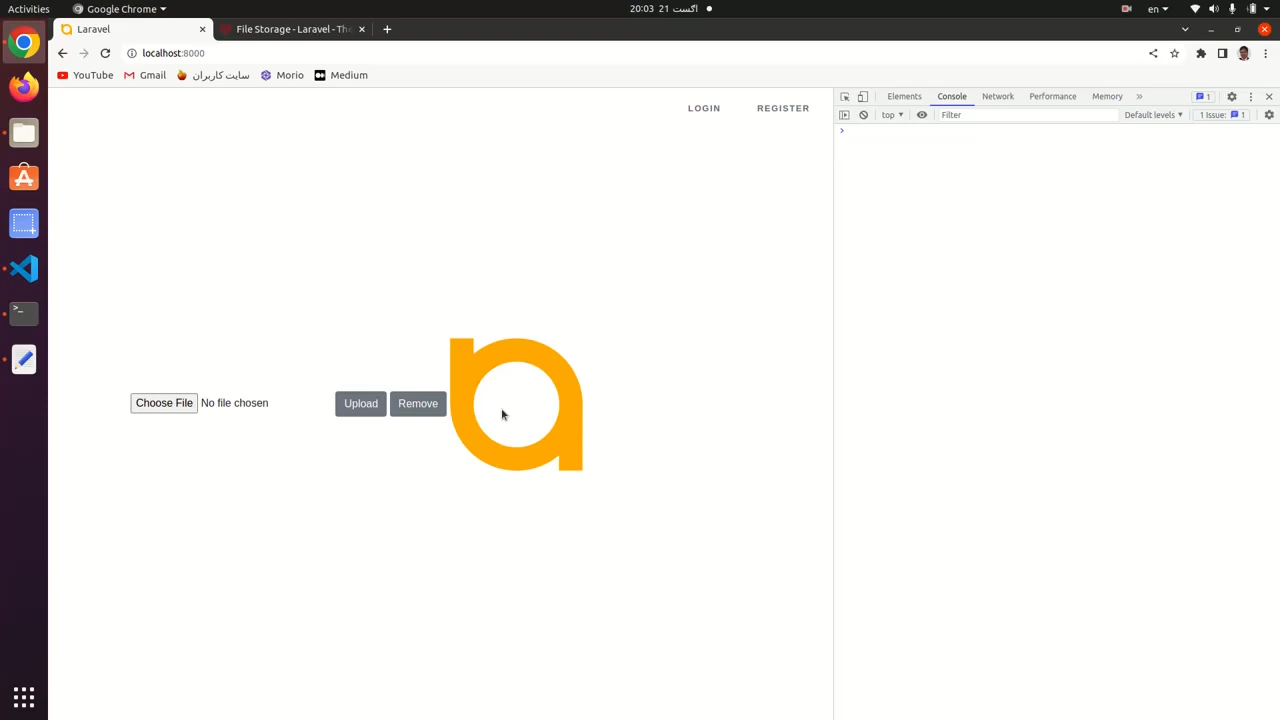 Activities
Google Chrome
20:03 21 اگست
en
Laravel
File Storage - Laravel - The
localhost:8000
YouTube
Gmail
سایت کاربران
Morio
Medium
LOGIN
REGISTER
Elements
Console
Network
Performance
Memory
»
1
top
Filter
Default levels
1 Issue:
1
Choose File
No file chosen
Upload
Remove